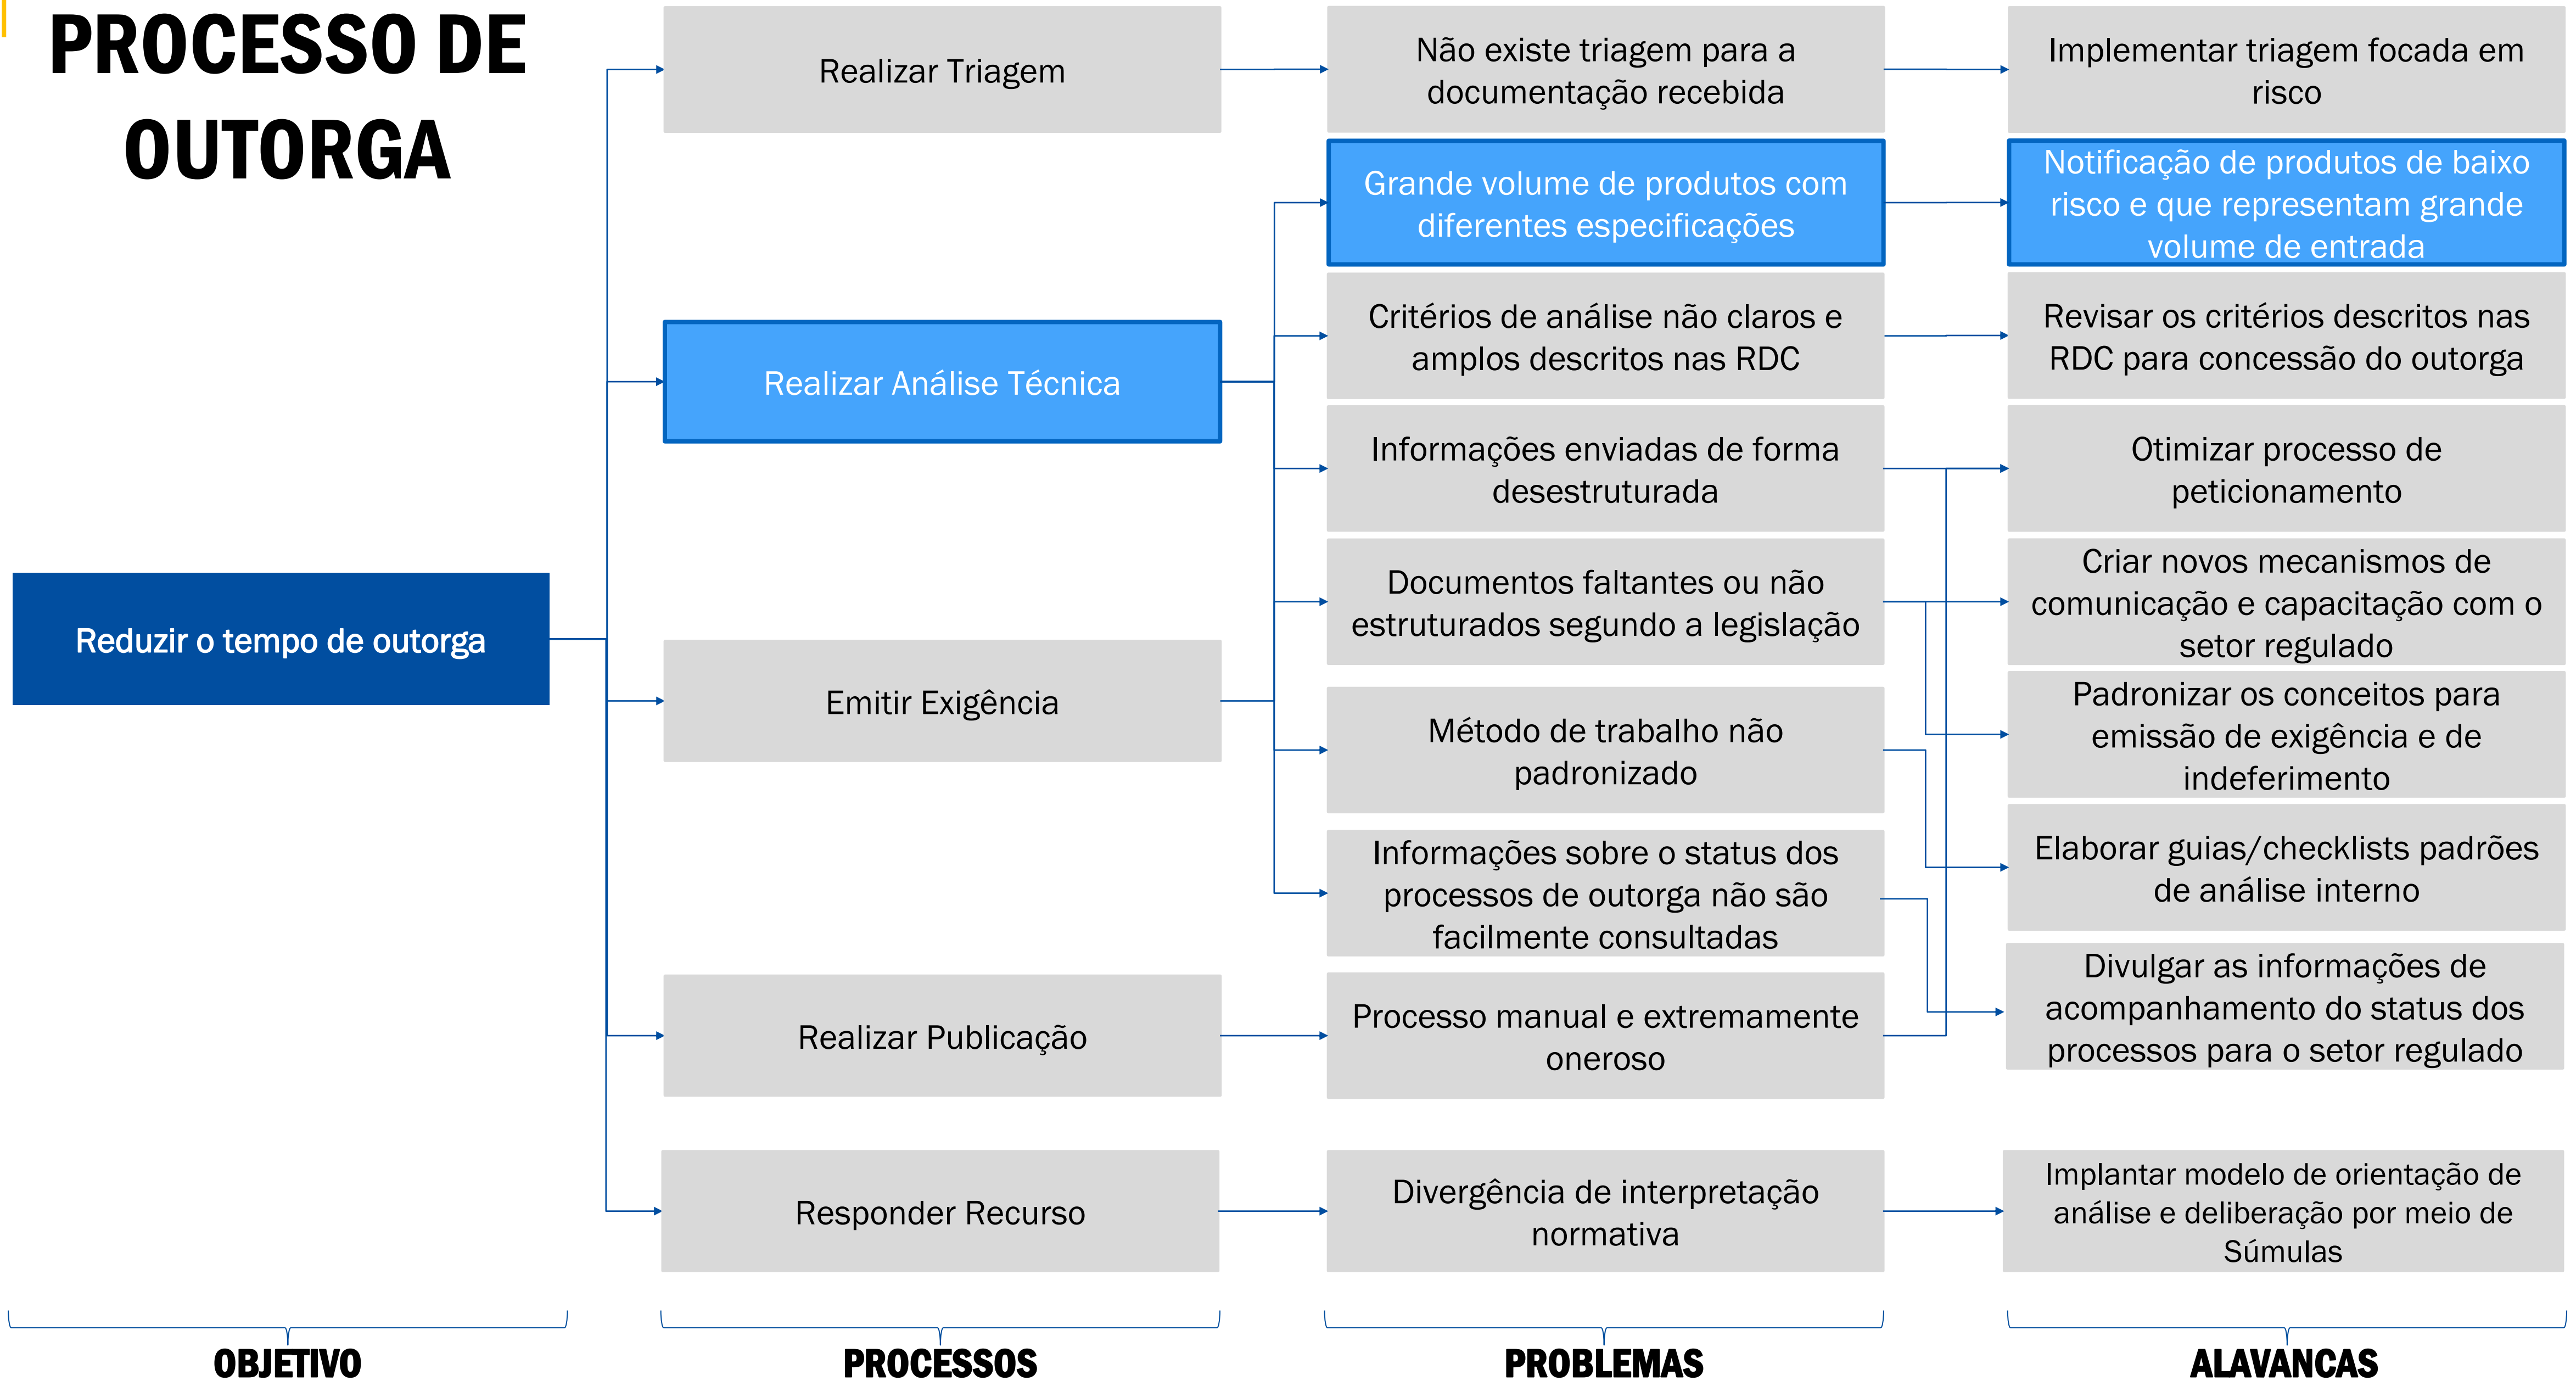 PROCESSO DE
OUTORGA
Reduzir o tempo de outorga
Realizar Triagem
Realizar Análise Técnica
Emitir Exigência
Realizar Publicação
Responder Recurso
Não existe triagem para a
documentação recebida
Grande volume de produtos com
diferentes especificações
Critérios de análise não claros e
amplos descritos nas RDC
Informações enviadas de forma
desestruturada
Documentos faltantes ou não
estruturados segundo a legislação
Método de trabalho não
padronizado
Informações sobre o status dos
processos de outorga não são
facilmente consultadas
Processo manual e extremamente
oneroso
Divergência de interpretação
normativa
Implementar triagem focada em
risco
Notificação de produtos de baixo
risco e que representam grande
volume de entrada
Revisar os critérios descritos nas
RDC para concessão do outorga
Otimizar processo de
peticionamento
Criar novos mecanismos de
comunicação e capacitação com o
setor regulado
Padronizar os conceitos para
emissão de exigência e de
indeferimento
Elaborar guias/checklists padrões
de análise interno
Divulgar as informações de
acompanhamento do status dos
processos para o setor regulado
Implantar modelo de orientação de
análise e deliberação por meio de
Súmulas
OBJETIVO
PROCESSOS
PROBLEMAS
ALAVANCAS